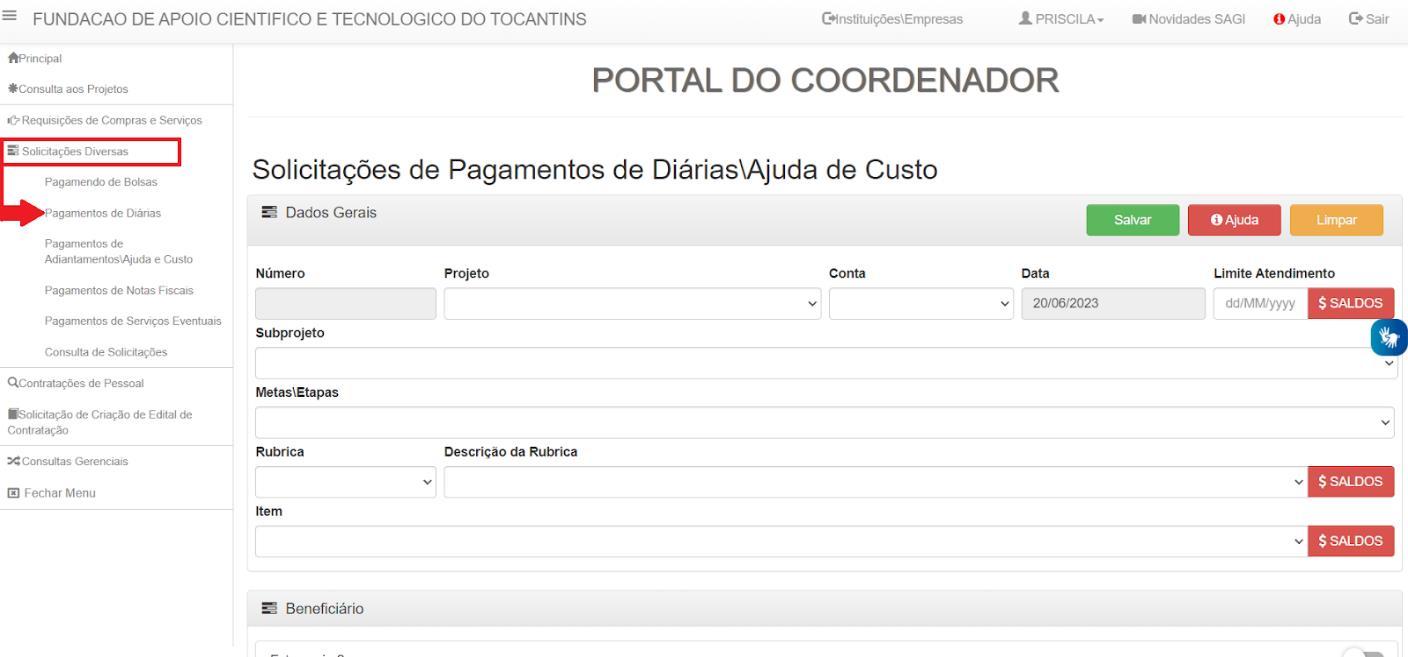 FUNDACAO DE APOIO CIENTIFICO E TECNOLOGICO DO TOCANTINS
Instituições\Empresas
PRISCILA
Novidades SAGI
Ajuda
Sair
Principal
Consulta aos Projetos
Requisições de Compras e Serviços
Solicitações Diversas
Pagamendo de Bolsas
Pagamentos de Diárias
Pagamentos de
Adiantamentos\Ajuda e Custo
Pagamentos de Notas Fiscais
Pagamentos de Serviços Eventuais
Consulta de Solicitações
Contratações de Pessoal
Solicitação de Criação de Edital de
Contratação
Consultas Gerenciais
Fechar Menu
PORTAL DO COORDENADOR
Solicitações de Pagamentos de Diárias\Ajuda de Custo
Dados Gerais
Salvar
Ajuda
Limpar
Número
Projeto
Conta
Data
Limite Atendimento
20/06/2023
dd/MM/yyyy
$ SALDOS
Subprojeto
Metas\Etapas
Rubrica
Descrição da Rubrica
$ SALDOS
Item
$ SALDOS
Beneficiário